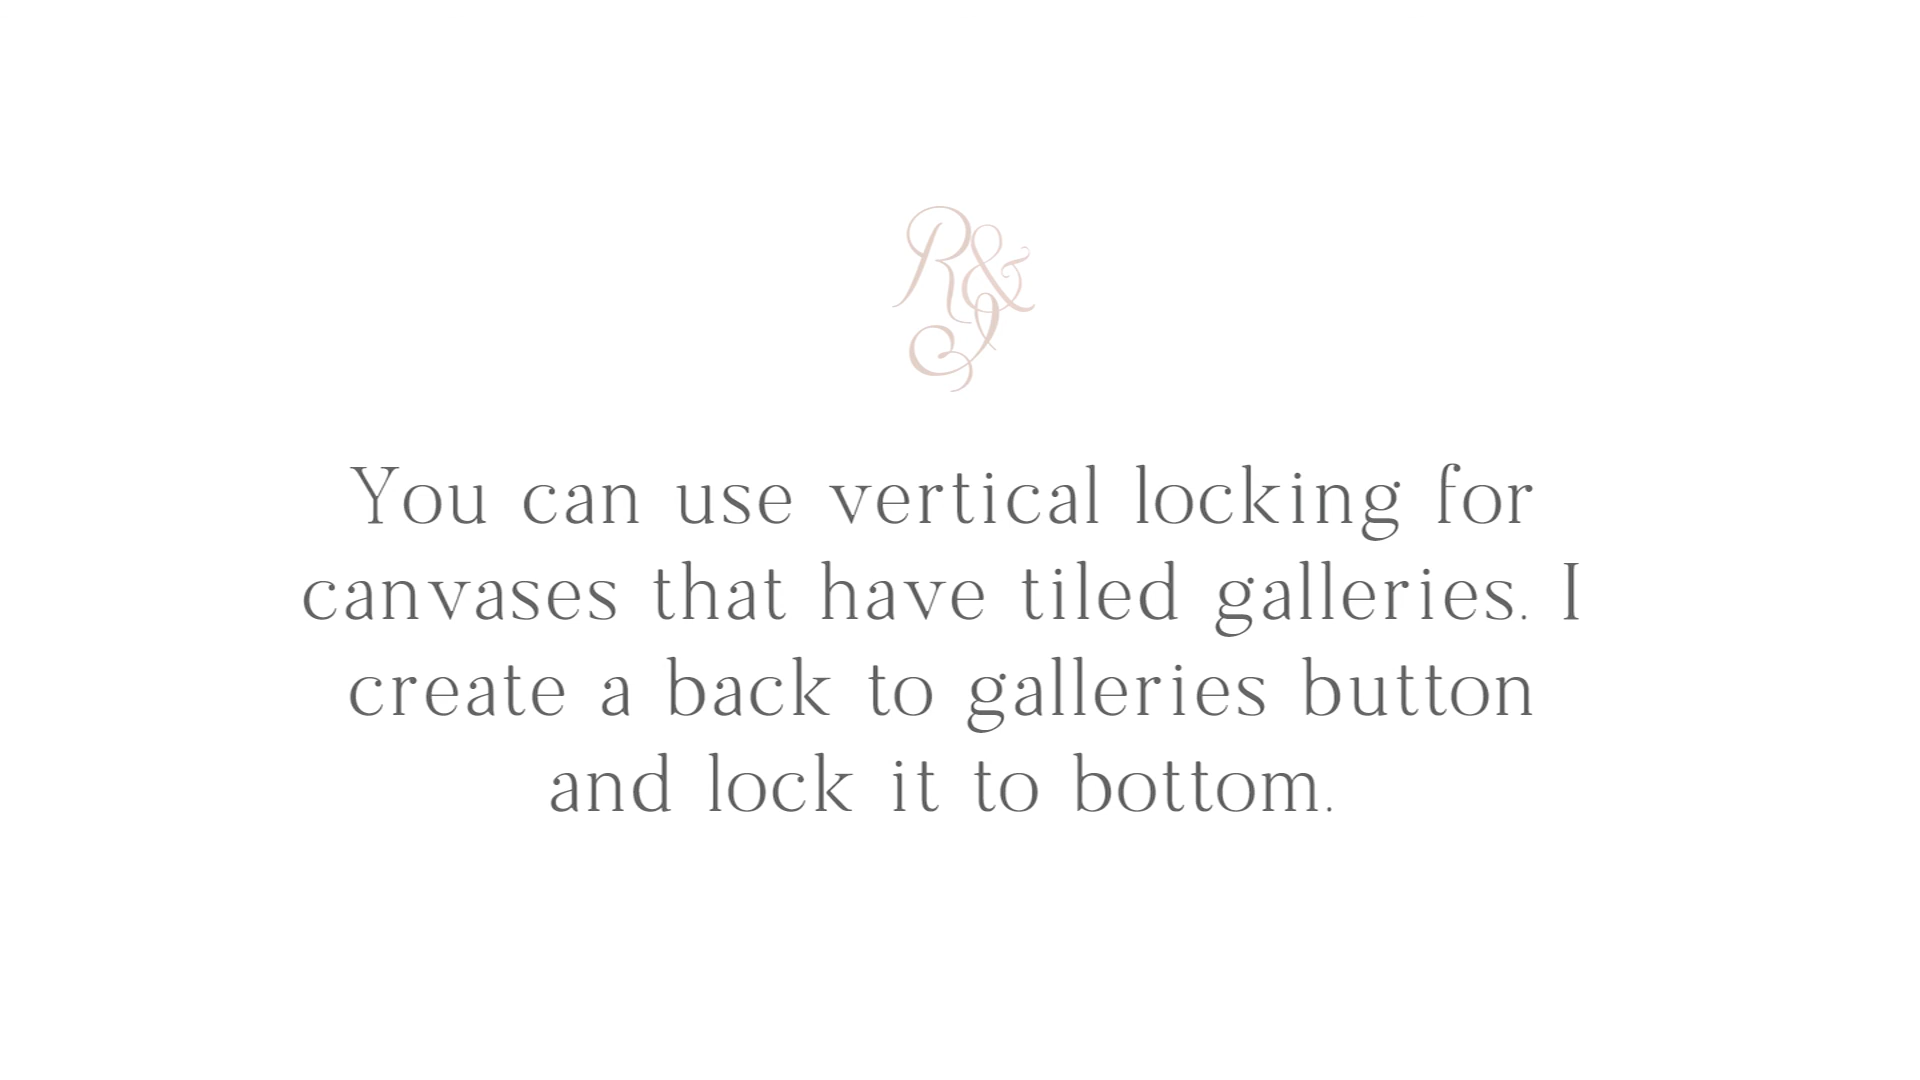 R&J
You can use vertical locking for
canvases that have tiled galleries. I
create a back to galleries button
and lock it to bottom.